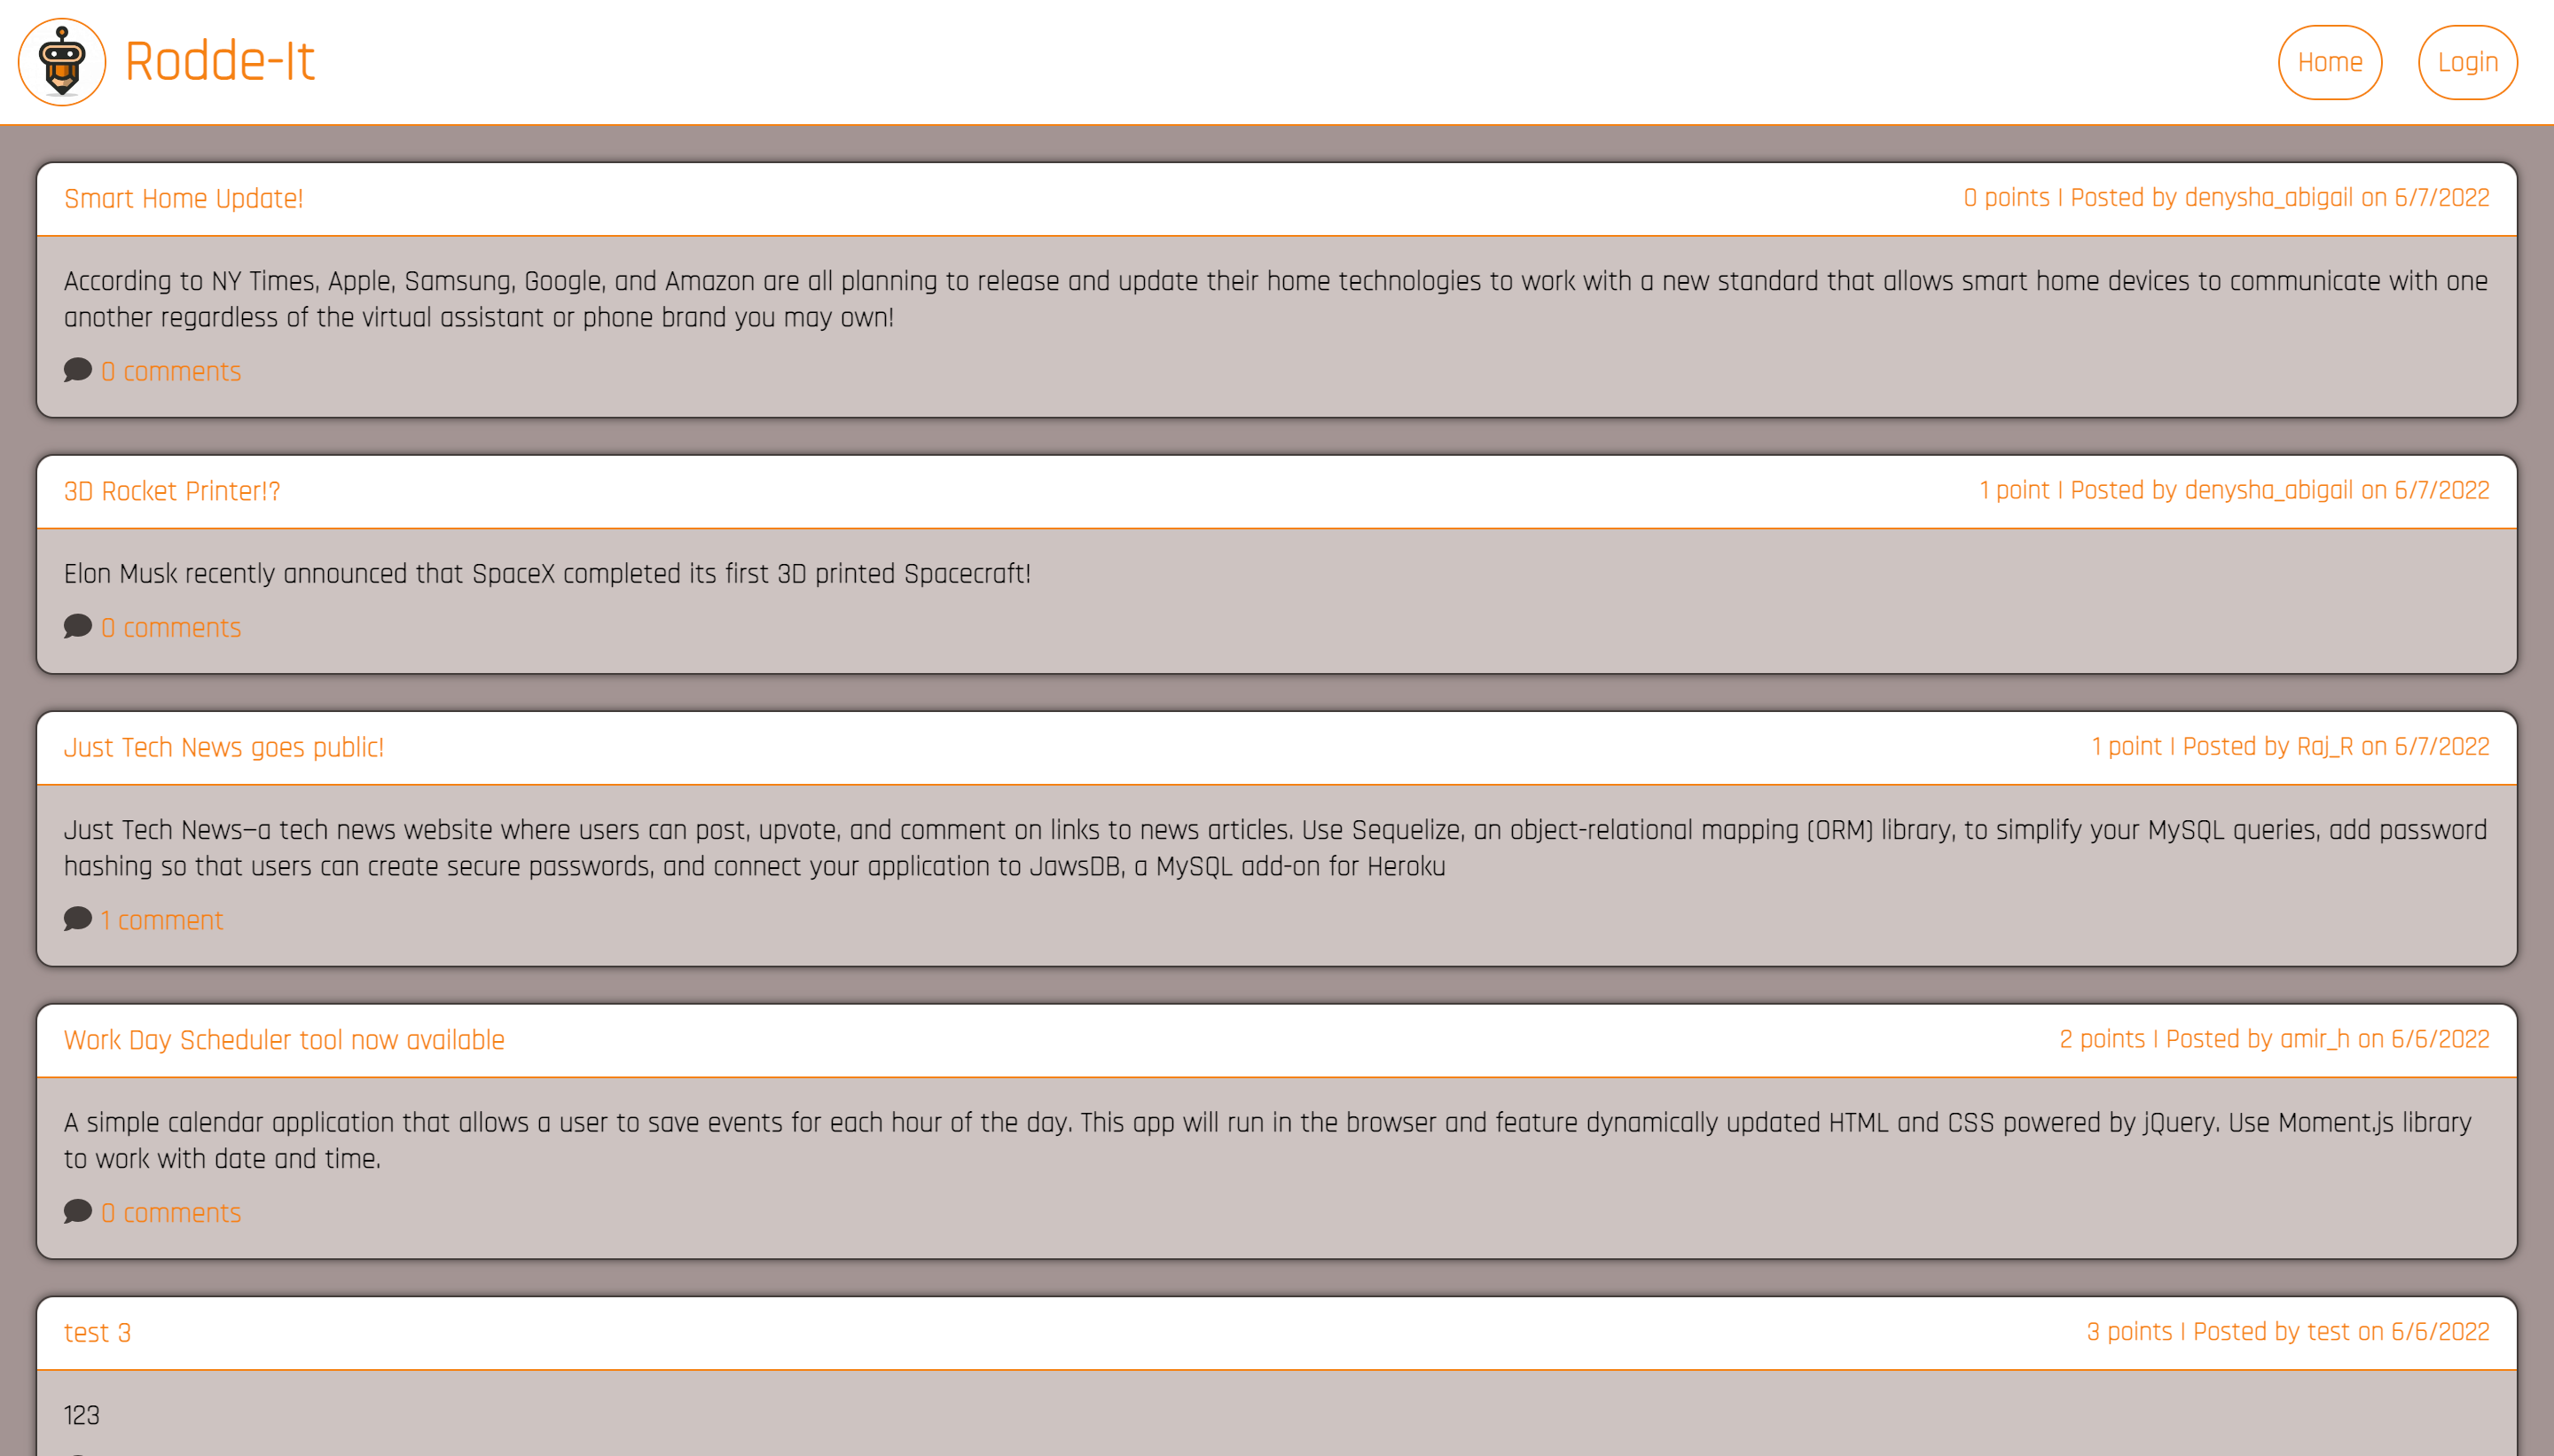 Rodde-It
Home
Login
Smart Home Update!
0 points | Posted by denysha_abigail on 6/7/2022
According to NY Times, Apple, Samsung, Google, and Amazon are all planning to release and update their home technologies to work with a new standard that allows smart home devices to communicate with one
another regardless of the virtual assistant or phone brand you may own!
0 comments
3D Rocket Printer!?
1 point | Posted by denysha_abigail on 6/7/2022
Elon Musk recently announced that SpaceX completed its first 3D printed Spacecraft!
0 comments
Just Tech News goes public!
1 point | Posted by Raj_R on 6/7/2022
Just Tech News—a tech news website where users can post, upvote, and comment on links to news articles. Use Sequelize, an object-relational mapping (ORM) library, to simplify your MySQL queries, add password
hashing so that users can create secure passwords, and connect your application to JawsDB, a MySQL add-on for Heroku
1 comment
Work Day Scheduler tool now available
2 points | Posted by amir_h on 6/6/2022
A simple calendar application that allows a user to save events for each hour of the day. This app will run in the browser and feature dynamically updated HTML and CSS powered by jQuery. Use Moment.js library
to work with date and time.
0 comments
test 3
3 points | Posted by test on 6/6/2022
123